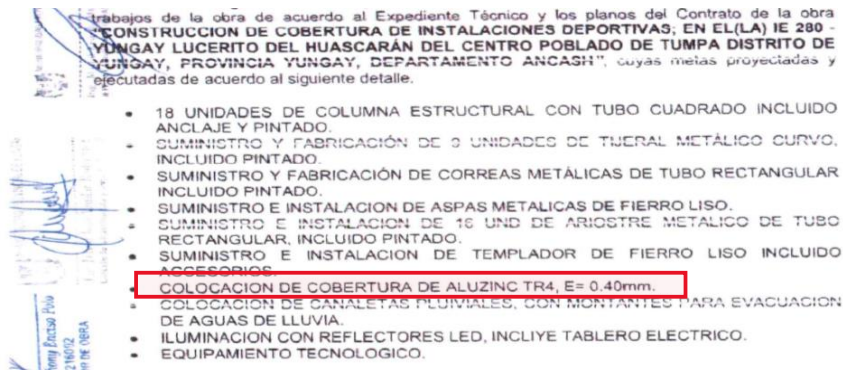 trabajos de la obra de acuerdo al Expediente Técnico y los planos del Contrato de la obra
"CONSTRUCCION DE COBERTURA DE INSTALACIONES DEPORTIVAS; EN EL(LA) IE 280 -
YUNGAY LUCERITO DEL HUASCARÁN DEL CENTRO POBLADO DE TUMPA DISTRITO DE
YUNGAY, PROVINCIA YUNGAY, DEPARTAMENTO ANCASH", cuyas metas proyectadas y
ejecutadas de acuerdo al siguiente detalle.
• 18 UNIDADES DE COLUMNA ESTRUCTURAL CON TUBO CUADRADO INCLUIDO
ANCLAJE Y PINTADO.
• SUMINISTRO Y FABRICACIÓN DE 9 UNIDADES DE TIJERAL METÁLICO CURVO,
INCLUIDO PINTADO.
• SUMINISTRO Y FABRICACIÓN DE CORREAS METÁLICAS DE TUBO RECTANGULAR
INCLUIDO PINTADO.
• SUMINISTRO E INSTALACION DE ASPAS METALICAS DE FIERRO LISO.
• SUMINISTRO E INSTALACION DE 16 UND DE ARIOSTRE METALICO DE TUBO
RECTANGULAR, INCLUIDO PINTADO.
• SUMINISTRO E INSTALACION DE TEMPLADOR DE FIERRO LISO INCLUIDO
ACCESORIOS.
• COLOCACION DE COBERTURA DE ALUZINC TR4, E= 0.40mm.
• COLOCACION DE CANALETAS PLUIVIALES, CON MONTANTES PARA EVACUACION
DE AGUAS DE LLUVIA.
• ILUMINACION CON REFLECTORES LED, INCLIYE TABLERO ELECTRICO.
• EQUIPAMIENTO TECNOLOGICO.
216002
DE OBRA